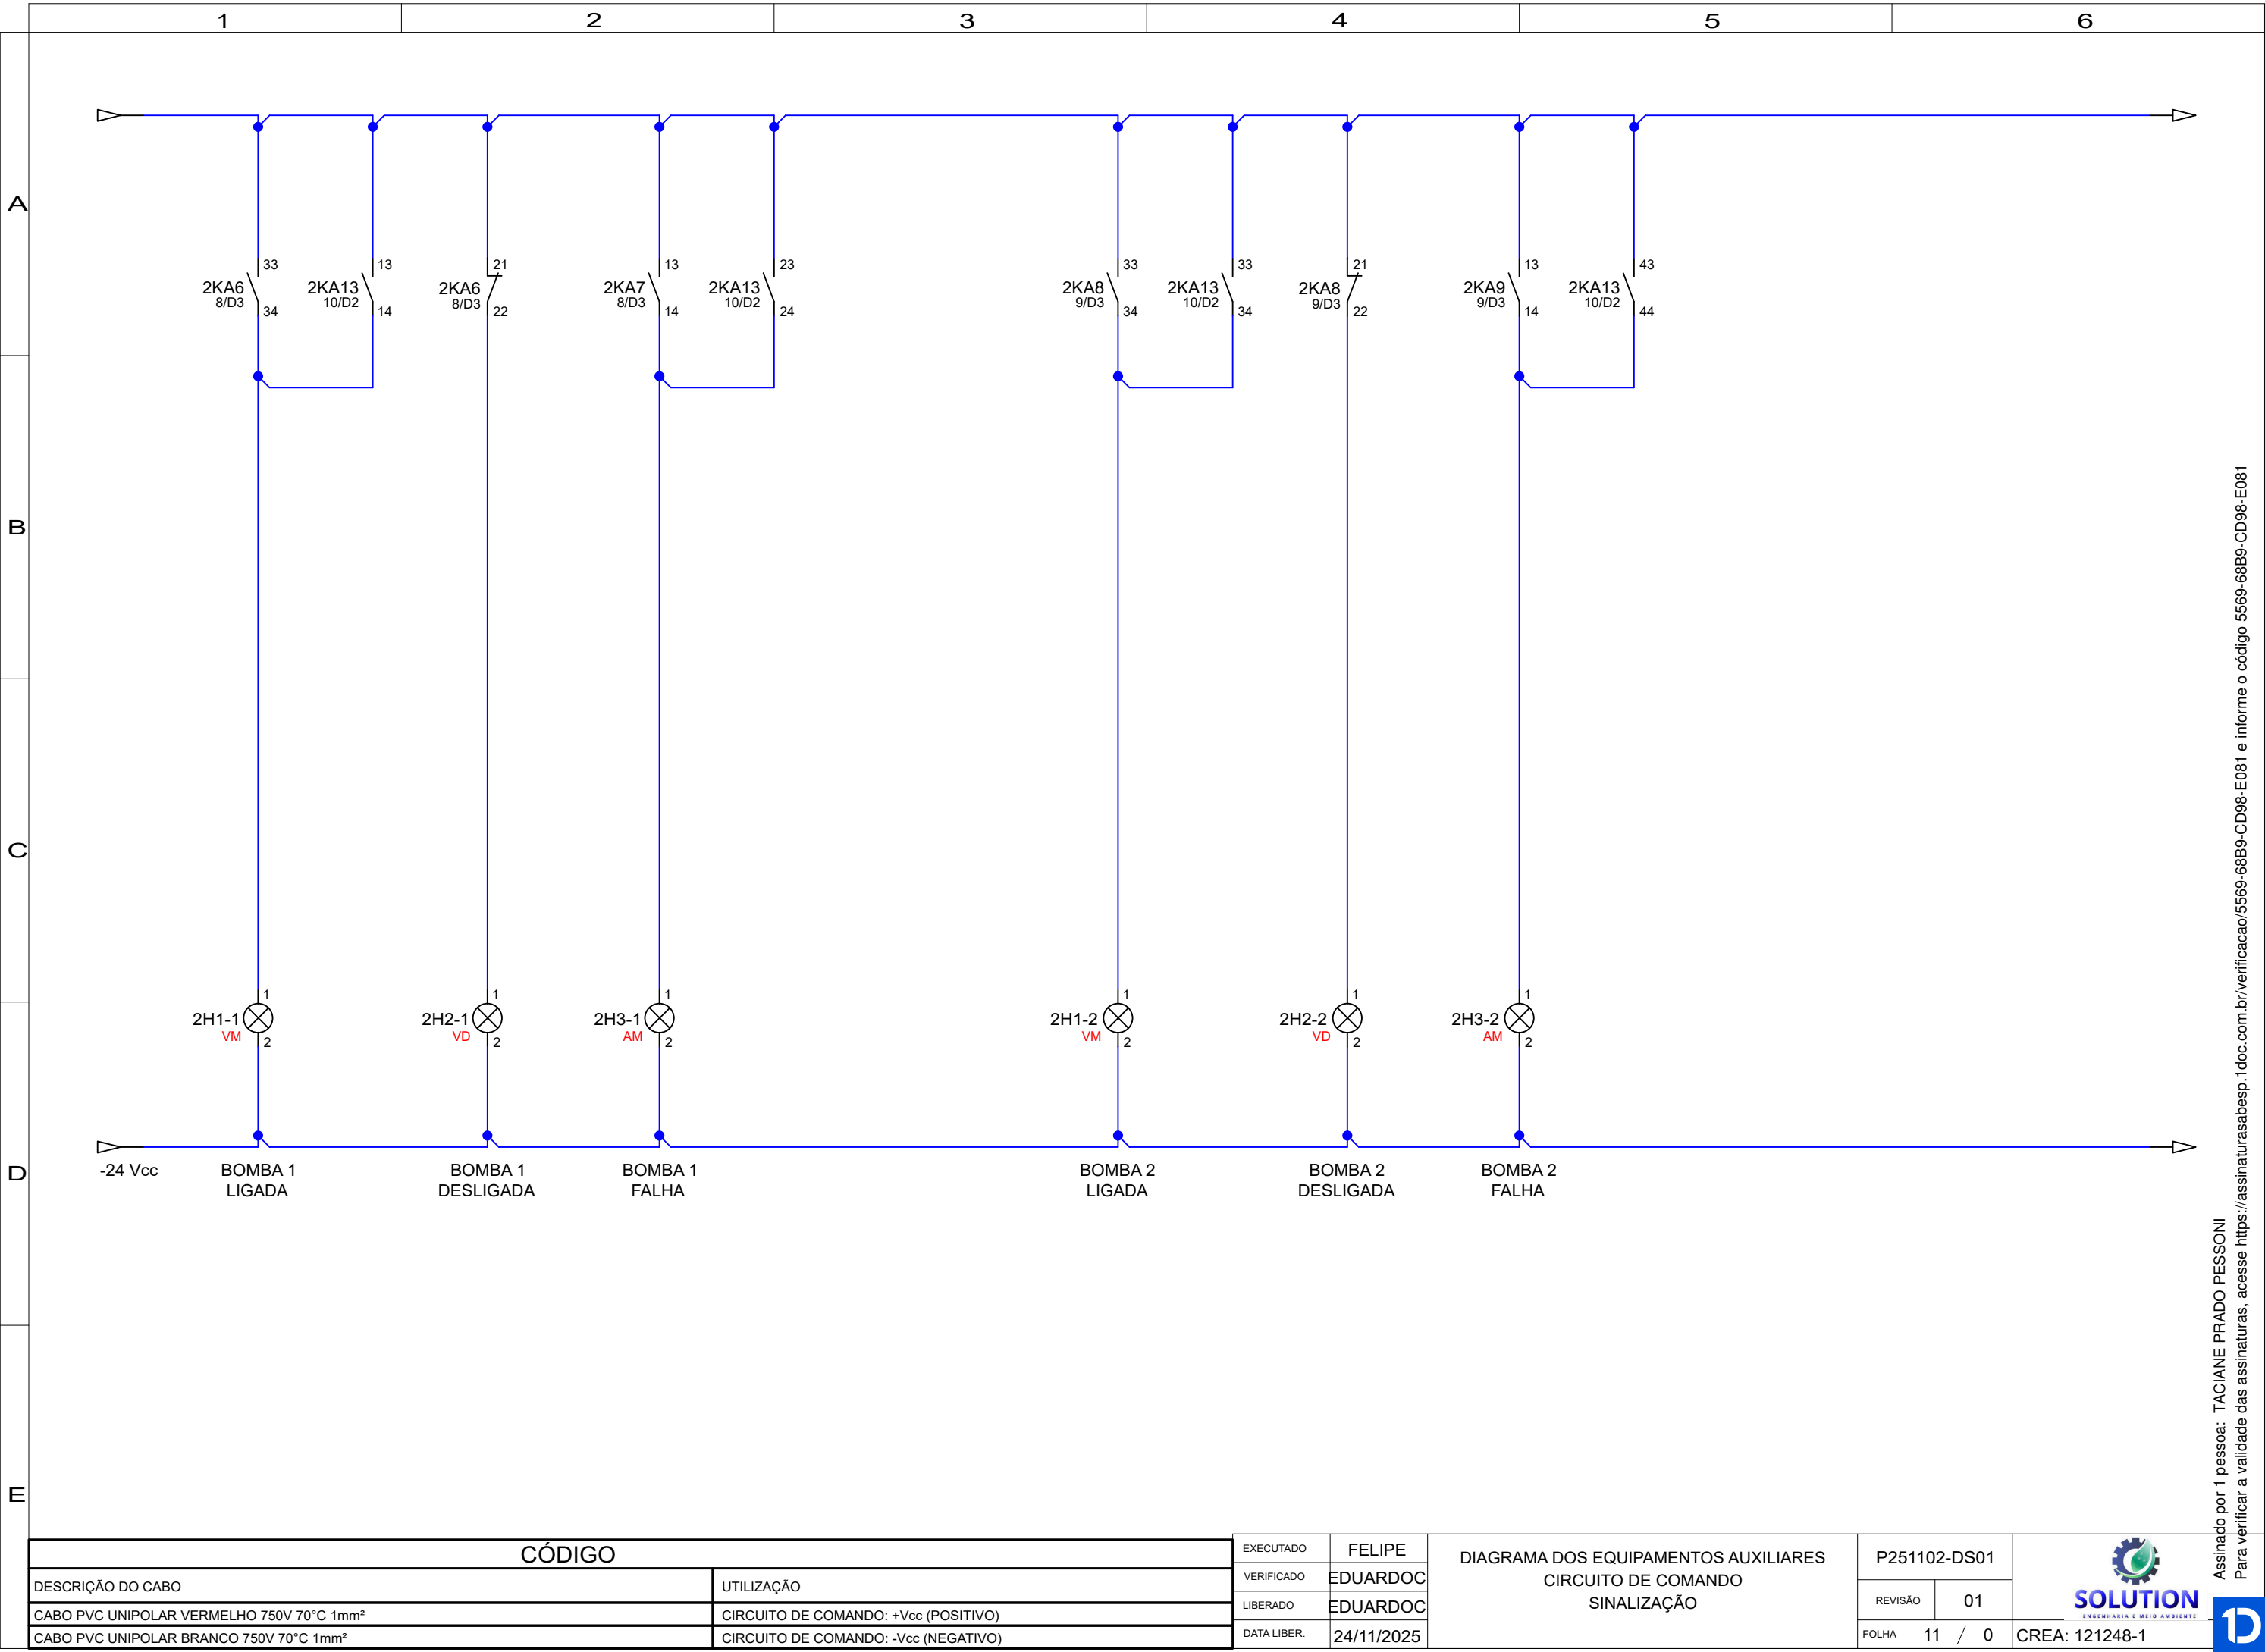 1 2 3 4 5 6
A
B
C
D
E
2KA6 8/D3 33 34
2KA13 10/D2 13 14
2KA6 8/D3 21 22
2KA7 8/D3 13 14
2KA13 10/D2 23 24
2KA8 9/D3 33 34
2KA13 10/D2 33 34
2KA8 9/D3 21 22
2KA9 9/D3 13 14
2KA13 10/D2 43 44
2H1-1 VM 1 2
2H2-1 VD 1 2
2H3-1 AM 1 2
2H1-2 VM 1 2
2H2-2 VD 1 2
2H3-2 AM 1 2
-24 Vcc
BOMBA 1
LIGADA
BOMBA 1
DESLIGADA
BOMBA 1
FALHA
BOMBA 2
LIGADA
BOMBA 2
DESLIGADA
BOMBA 2
FALHA
CÓDIGO
DESCRIÇÃO DO CABO UTILIZAÇÃO
CABO PVC UNIPOLAR VERMELHO 750V 70°C 1mm² CIRCUITO DE COMANDO: +Vcc (POSITIVO)
CABO PVC UNIPOLAR BRANCO 750V 70°C 1mm² CIRCUITO DE COMANDO: -Vcc (NEGATIVO)
EXECUTADO FELIPE
VERIFICADO EDUARDOC
LIBERADO EDUARDOC
DATA LIBER. 24/11/2025
DIAGRAMA DOS EQUIPAMENTOS AUXILIARES
CIRCUITO DE COMANDO
SINALIZAÇÃO
P251102-DS01
REVISÃO 01
FOLHA 11 / 0
SOLUTION
ENGENHARIA E MEIO AMBIENTE
CREA: 121248-1
Assinado por 1 pessoa: TACIANE PRADO PESSONI
Para verificar a validade das assinaturas, acesse https://assinaturasabesp.1doc.com.br/verificacao/5569-68B9-CD98-E081 e informe o código 5569-68B9-CD98-E081
1D